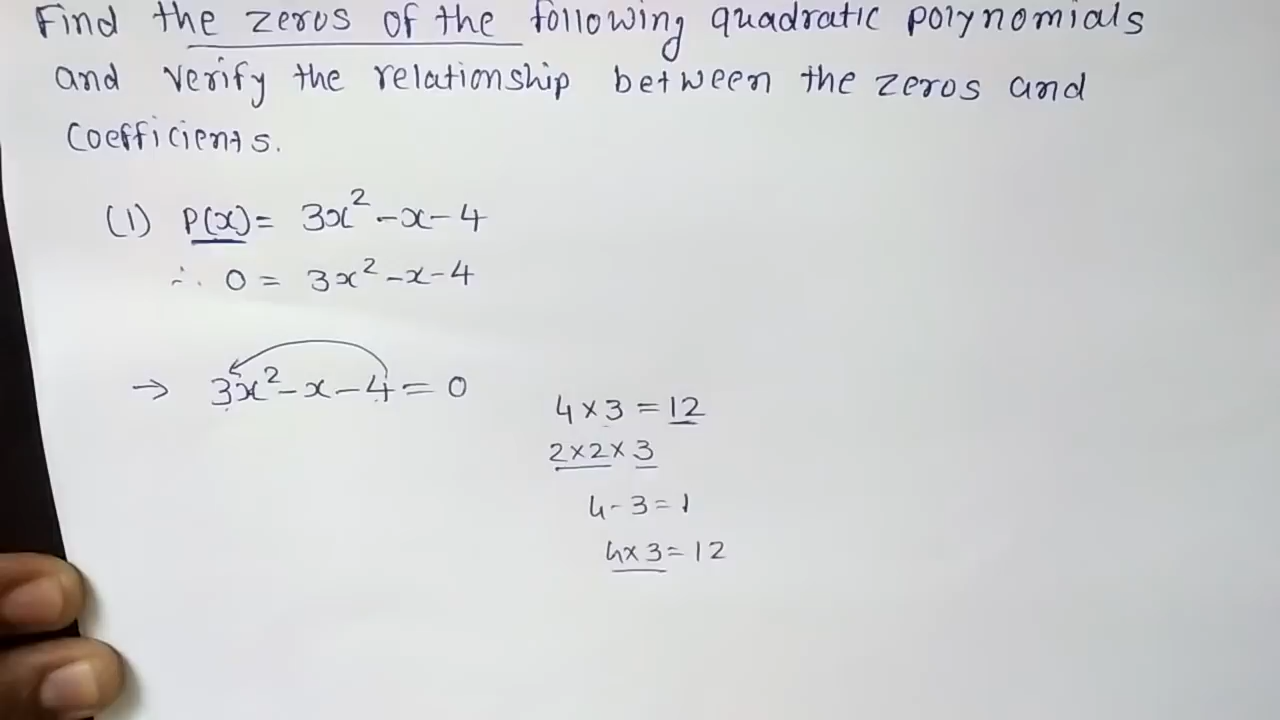 Find the zeros of the following quadratic polynomials
and verify the relationship between the zeros and
coefficients.
(1) P(x) = 3x² - x - 4
∴ 0 = 3x² - x - 4
→ 3x² - x - 4 = 0
4 × 3 = 12
2 × 2 × 3
4 - 3 = 1
4 × 3 = 12